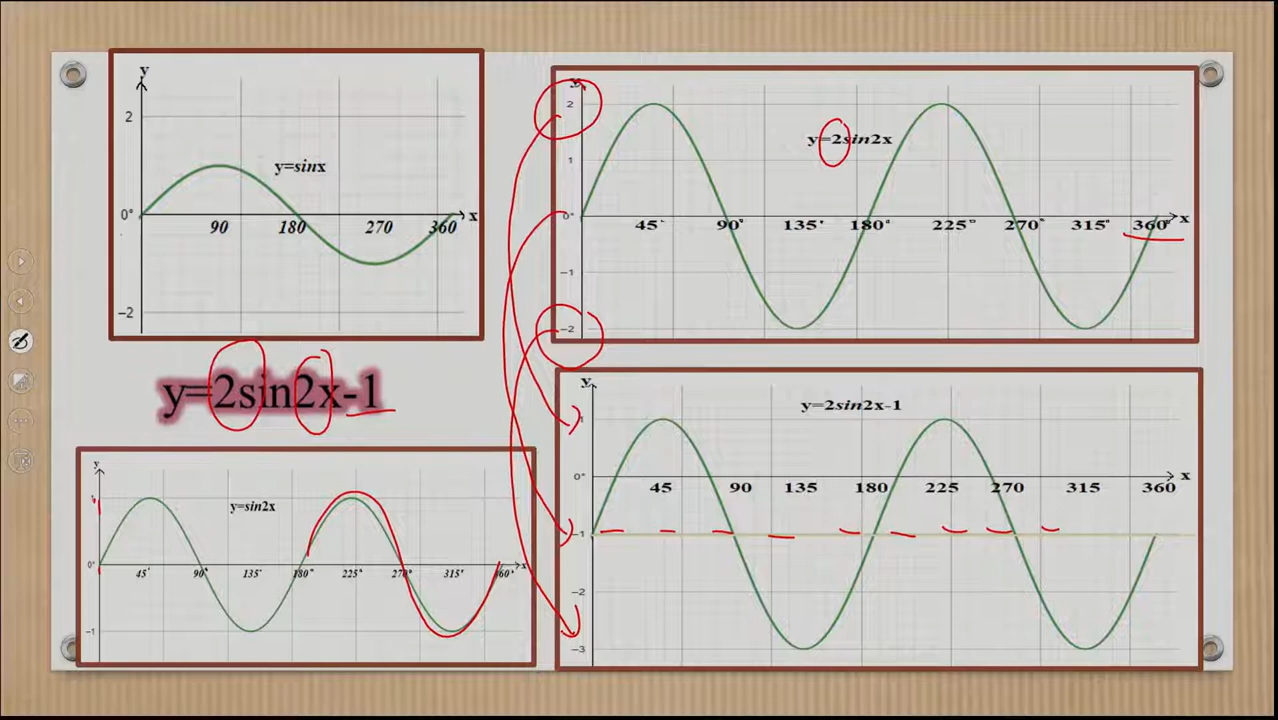 y
2
y=sinx
0°
x
90 180 270 360
-2
y=2sin2x-1
y
y=sin2x
0°
x
45° 90° 135° 180° 225° 270° 315° 360°
-1
y
2
y=2sin2x
1
0°
x
45° 90° 135° 180° 225° 270° 315° 360°
-1
-2
y
y=2sin2x-1
1
0°
x
45 90 135 180 225 270 315 360
-1
-2
-3